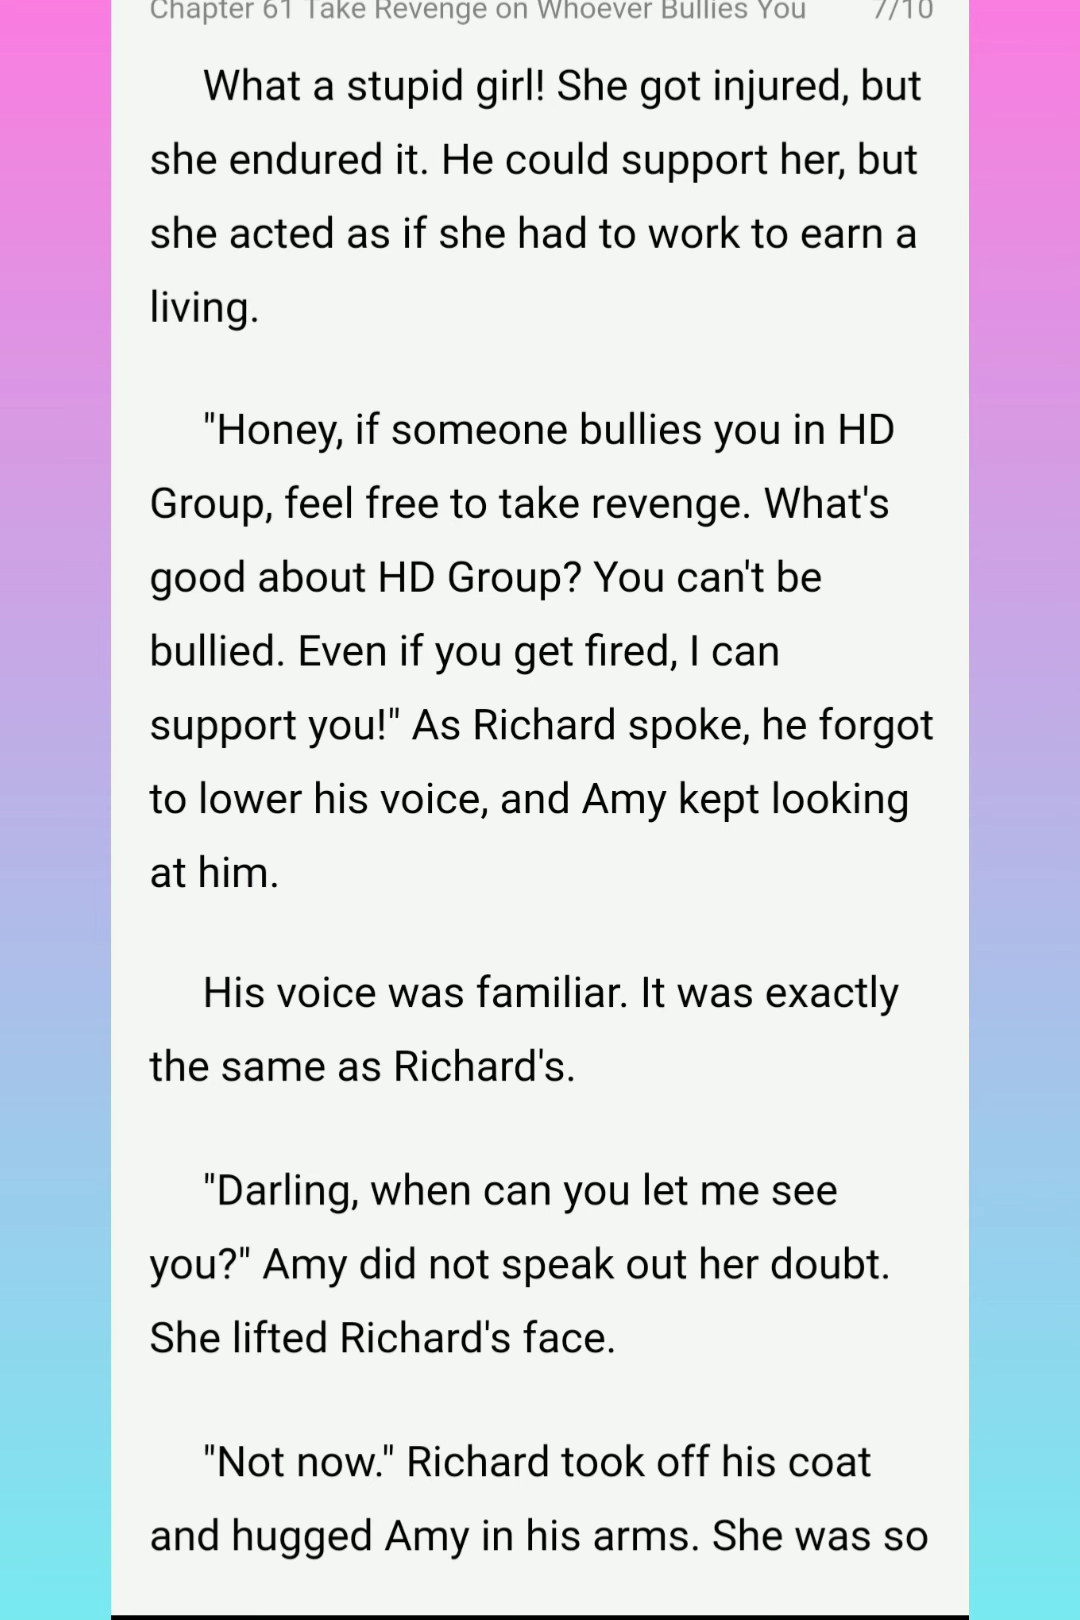 Chapter 61 Take Revenge on Whoever Bullies You 7/10
What a stupid girl! She got injured, but
she endured it. He could support her, but
she acted as if she had to work to earn a
living.
"Honey, if someone bullies you in HD
Group, feel free to take revenge. What's
good about HD Group? You can't be
bullied. Even if you get fired, I can
support you!" As Richard spoke, he forgot
to lower his voice, and Amy kept looking
at him.
His voice was familiar. It was exactly
the same as Richard's.
"Darling, when can you let me see
you?" Amy did not speak out her doubt.
She lifted Richard's face.
"Not now." Richard took off his coat
and hugged Amy in his arms. She was so